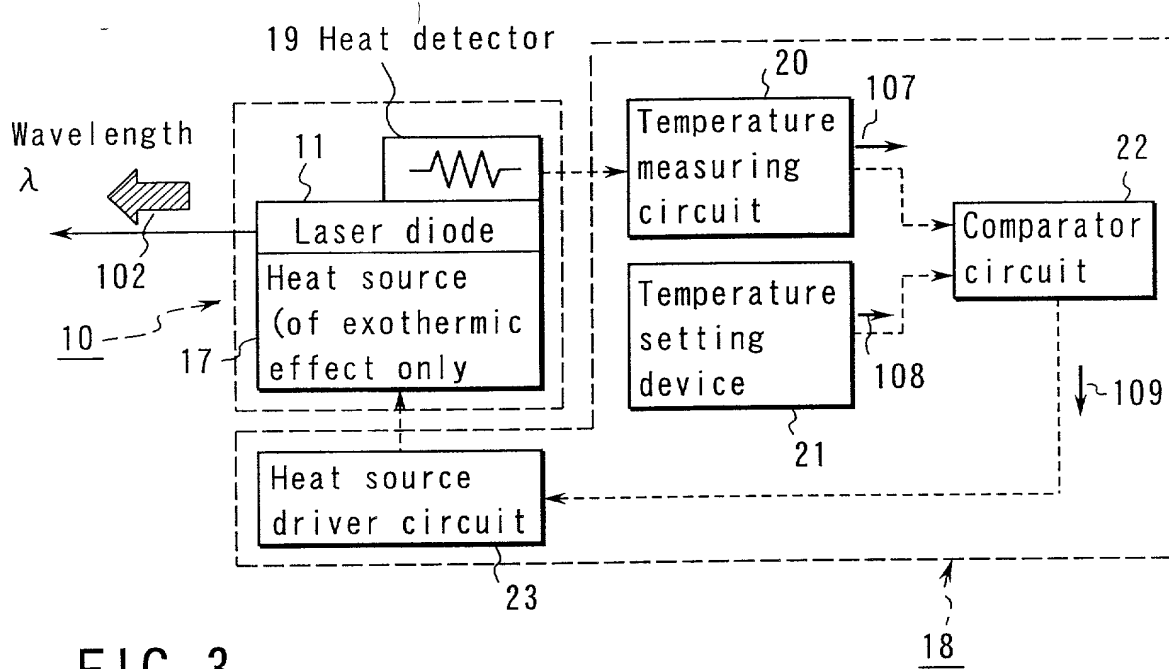 19 Heat detector
20
107
Wavelength
λ
11
Temperature
measuring
circuit
22
102
Laser diode
Comparator
circuit
Heat source
(of exothermic
effect only
10
17
Temperature
setting
device
108
109
21
Heat source
driver circuit
23
18
FIG.3